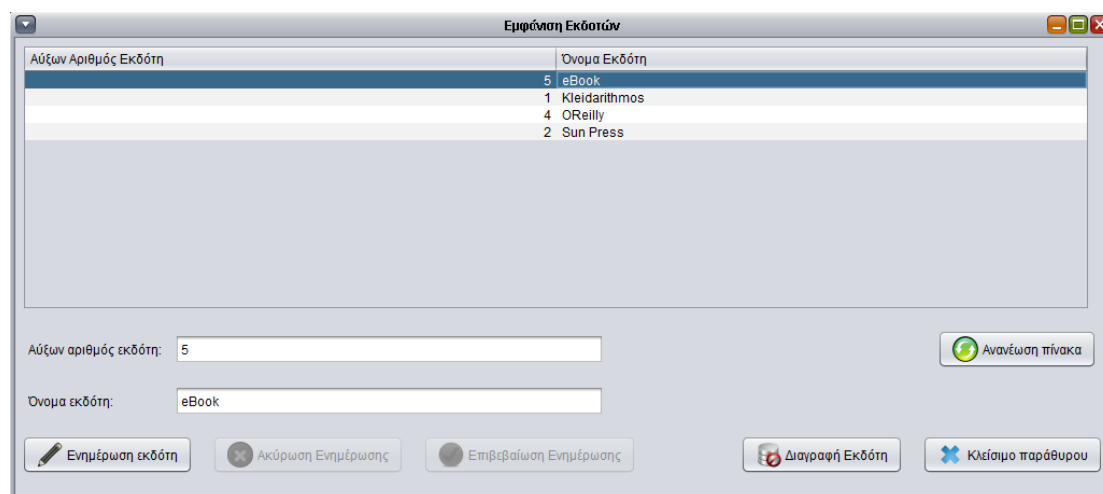 Εμφάνιση Εκδοτών
Αύξων Αριθμός Εκδότη Όνομα Εκδότη
5 eBook
1 Kleidarithmos
4 OReilly
2 Sun Press
Αύξων αριθμός εκδότη: 5 Ανανέωση πίνακα
Όνομα εκδότη: eBook
Ενημέρωση εκδότη Ακύρωση Ενημέρωσης Επιβεβαίωση Ενημέρωσης Διαγραφή Εκδότη Κλείσιμο παράθυρου